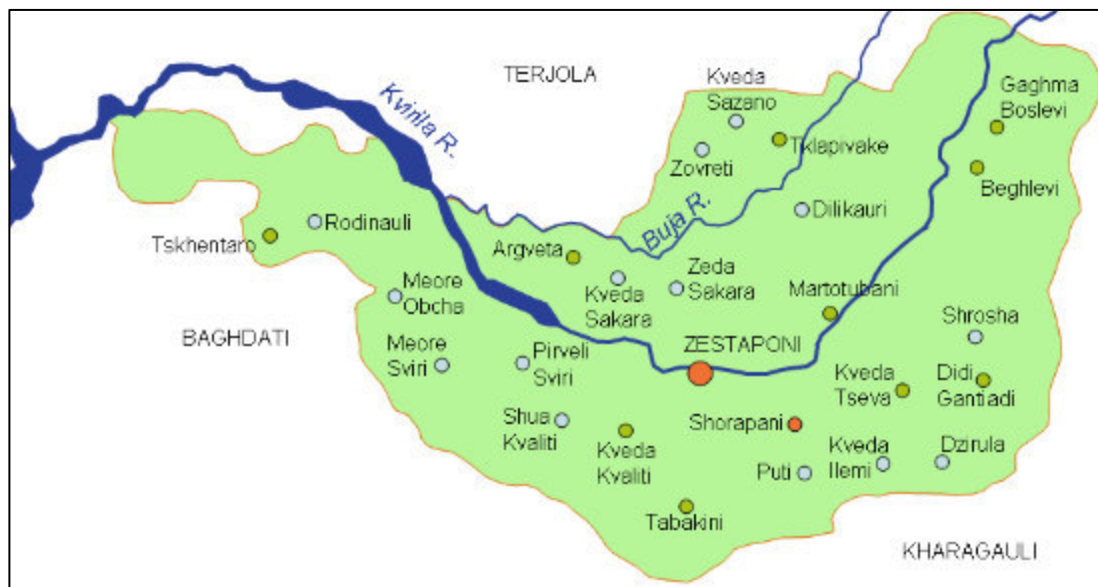 TERJOLA
Kveda
Sazano
Gaghma
Boslevi
Kvirila R.
Tklapivake
Zovreti
Beghlevi
Buja R.
Dilikauri
Rodinauli
Tskhentaro
Argveta
Meore
Obcha
Kveda
Sakara
Zeda
Sakara
Martotubani
Shrosha
BAGHDATI
Meore
Sviri
Pirveli
Sviri
ZESTAPONI
Kveda
Tseva
Didi
Gantiadi
Shua
Kvaliti
Kveda
Kvaliti
Shorapani
Puti
Kveda
Ilemi
Dzirula
Tabakini
KHARAGAULI